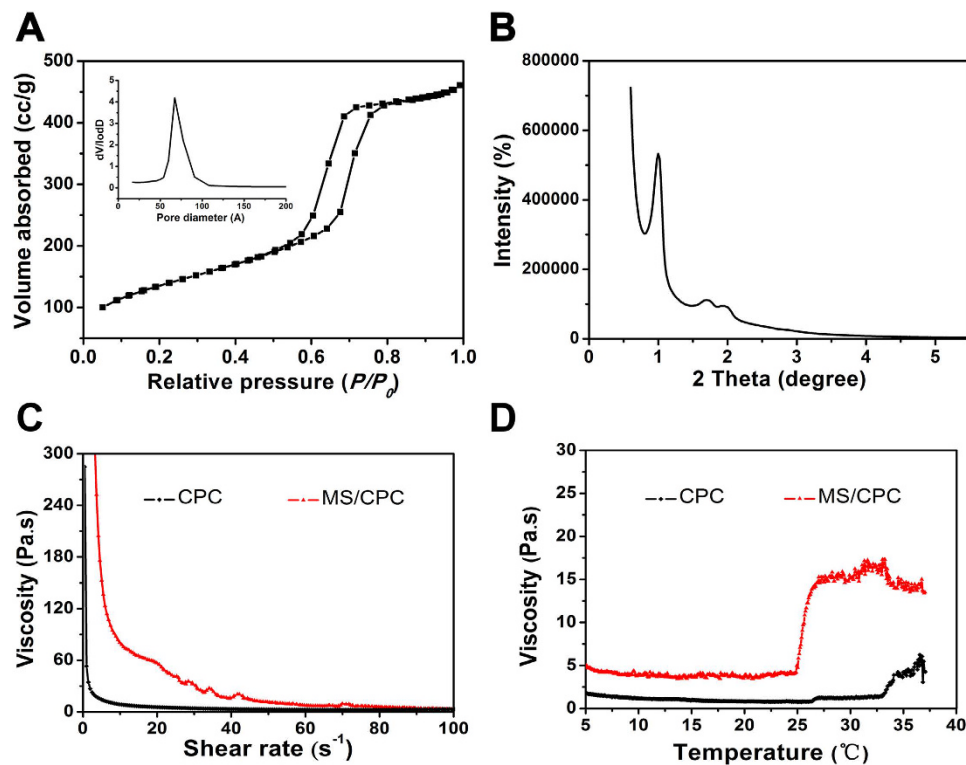 A
500
400
300
200
100
0.0 0.2 0.4 0.6 0.8 1.0
Volume absorbed (cc/g)
Relative pressure (P/P0)
5
4
3
2
1
0
0 50 100 150 200
dV/lodD
Pore diameter (A)
B
800000
600000
400000
200000
0
0 1 2 3 4 5
Intensity (%)
2 Theta (degree)
C
300
240
180
120
60
0
0 20 40 60 80 100
CPC MS/CPC
Viscosity (Pa.s)
Shear rate (s-1)
D
30
25
20
15
10
5
0
5 10 15 20 25 30 35 40
CPC MS/CPC
Viscosity (Pa.s)
Temperature (℃)